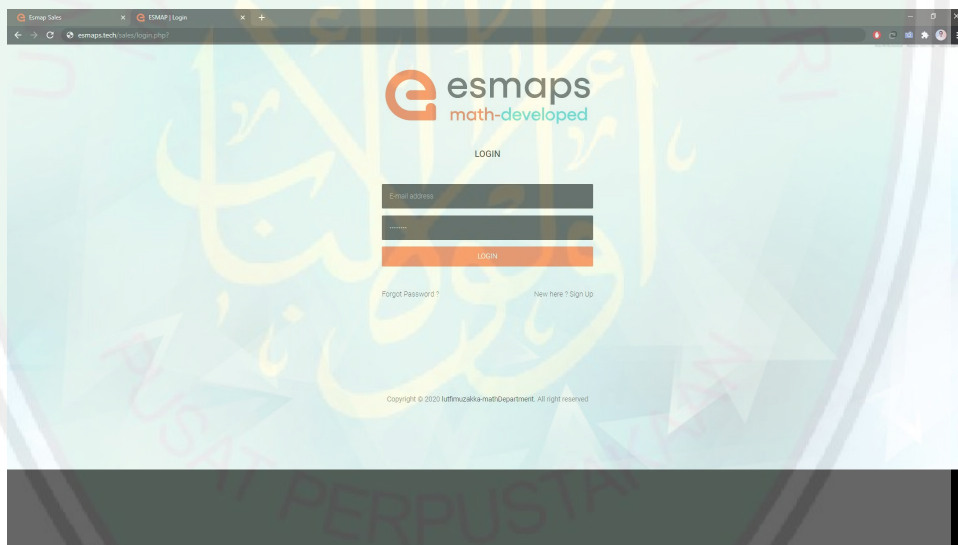 Esmap Sales
ESMAP | Login
esmaps.tech/sales/login.php?
esmaps
math-developed
LOGIN
E-mail address
........
LOGIN
Forgot Password ?
New here ? Sign Up
Copyright © 2020 lutfimuzakka-mathDepartment. All right reserved
PUSAT PERPUSTAKAAN